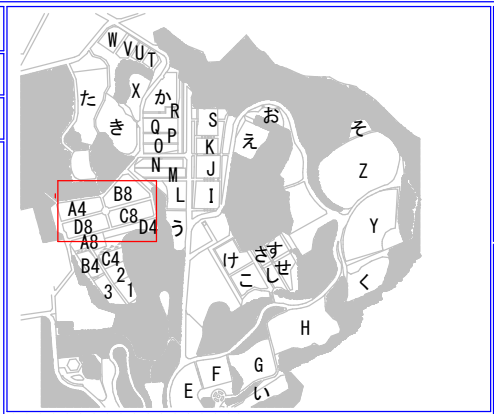 W V U T
た X か R S お
き Q P え そ
O K
N M J Z
B8 L I
A4 C8 う Y
D8 D4
A8 け さ す
B4 C4 2 こ し せ く
3 1
H
F G
E い